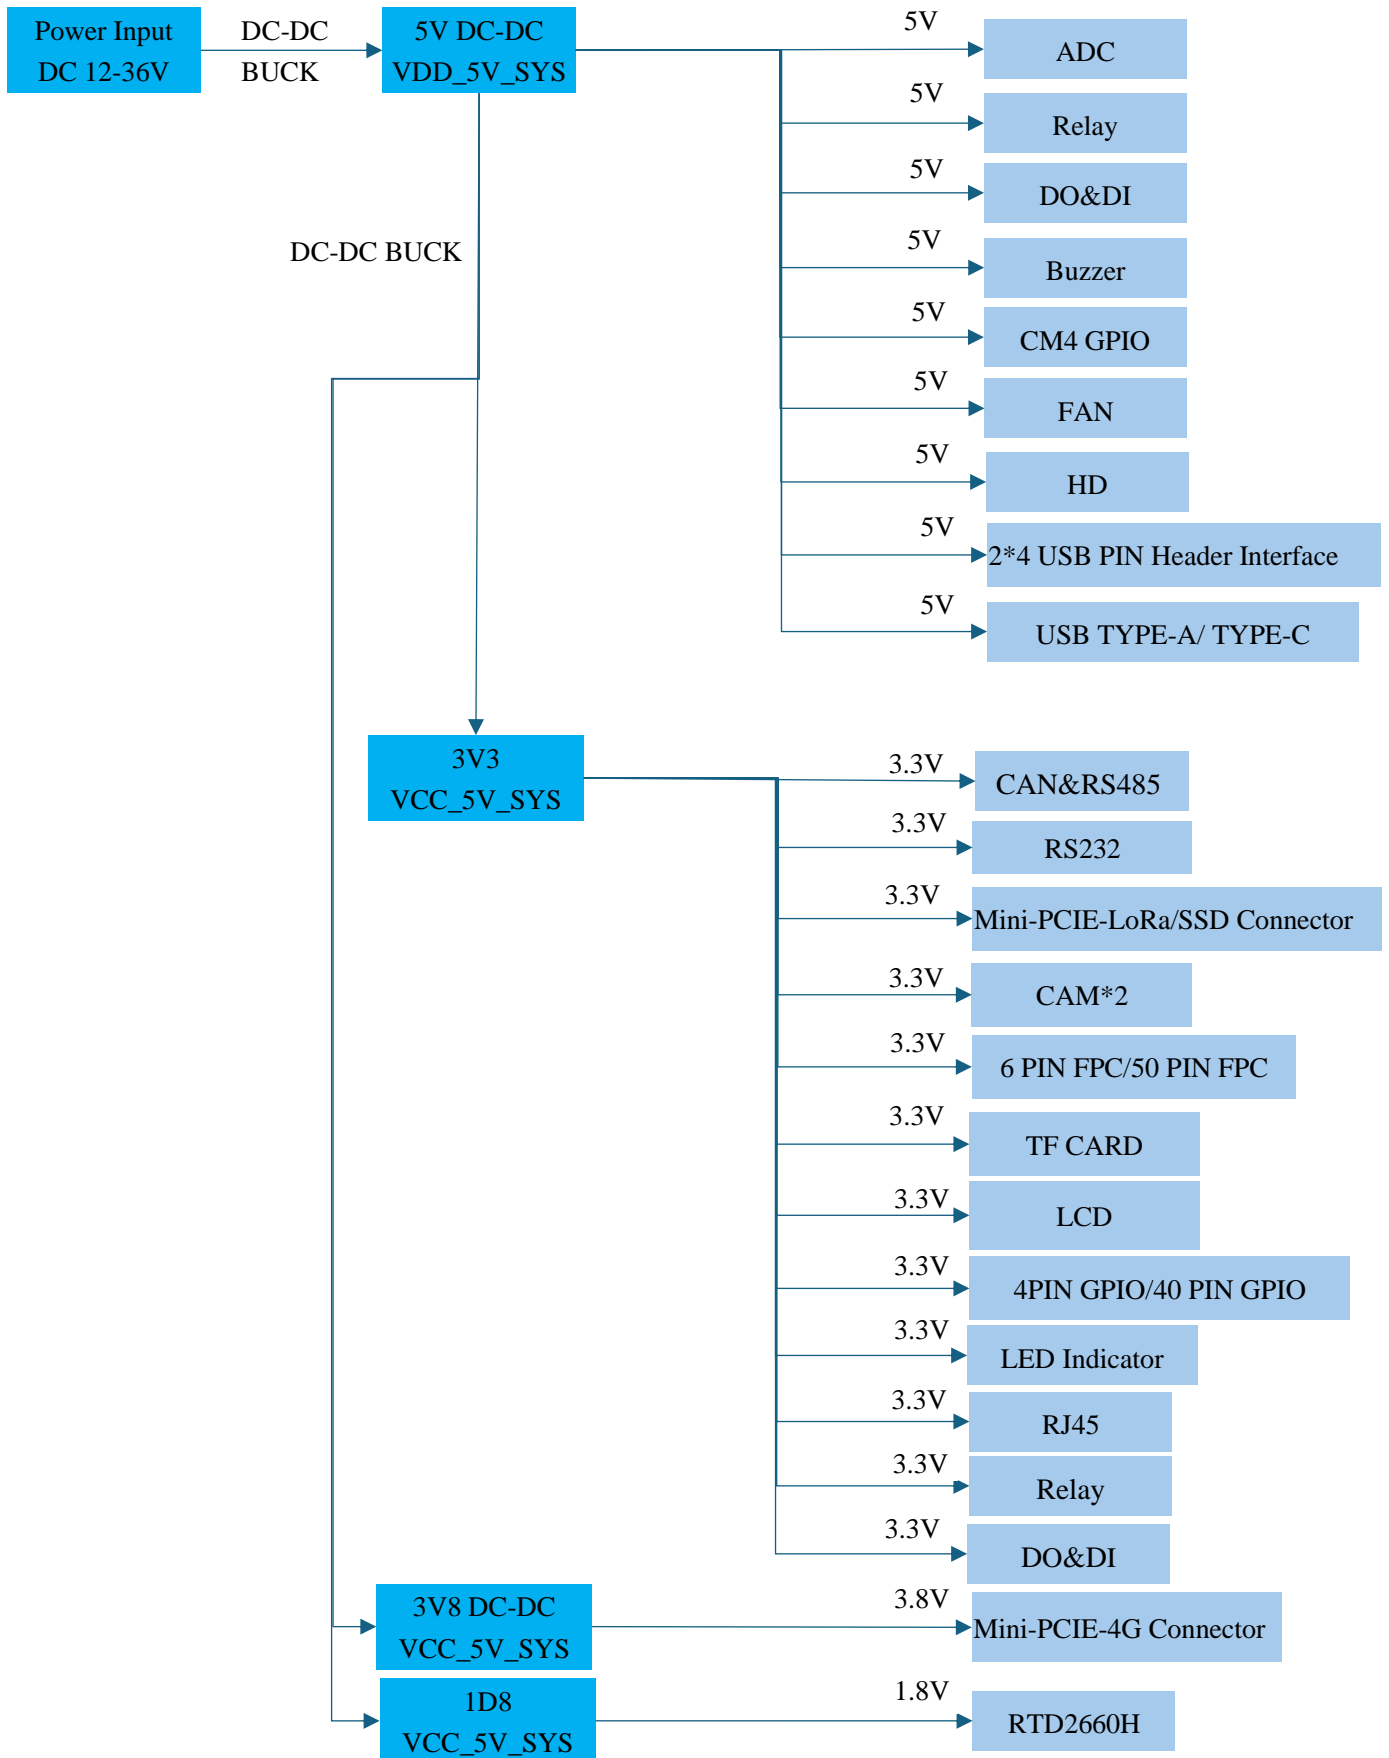 Power Input
DC 12-36V
DC-DC
BUCK
5V DC-DC
VDD_5V_SYS
5V
ADC
5V
Relay
5V
DO&DI
DC-DC BUCK
5V
Buzzer
5V
CM4 GPIO
5V
FAN
5V
HD
5V
2*4 USB PIN Header Interface
5V
USB TYPE-A/ TYPE-C
3V3
VCC_5V_SYS
3.3V
CAN&RS485
3.3V
RS232
3.3V
Mini-PCIE-LoRa/SSD Connector
3.3V
CAM*2
3.3V
6 PIN FPC/50 PIN FPC
3.3V
TF CARD
3.3V
LCD
3.3V
4PIN GPIO/40 PIN GPIO
3.3V
LED Indicator
3.3V
RJ45
3.3V
Relay
3.3V
DO&DI
3V8 DC-DC
VCC_5V_SYS
3.8V
Mini-PCIE-4G Connector
1D8
VCC_5V_SYS
1.8V
RTD2660H